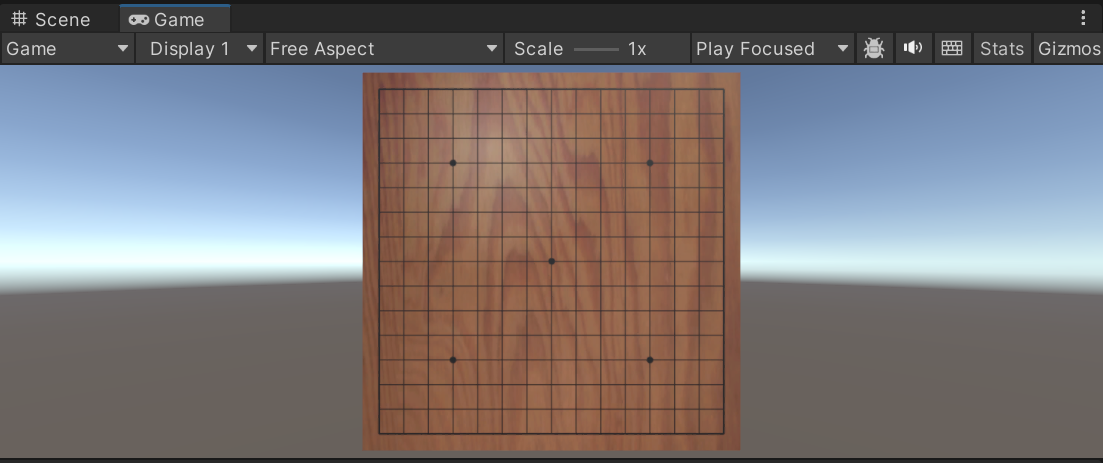 Scene Game
Game Display 1 Free Aspect Scale 1x Play Focused Stats Gizmos